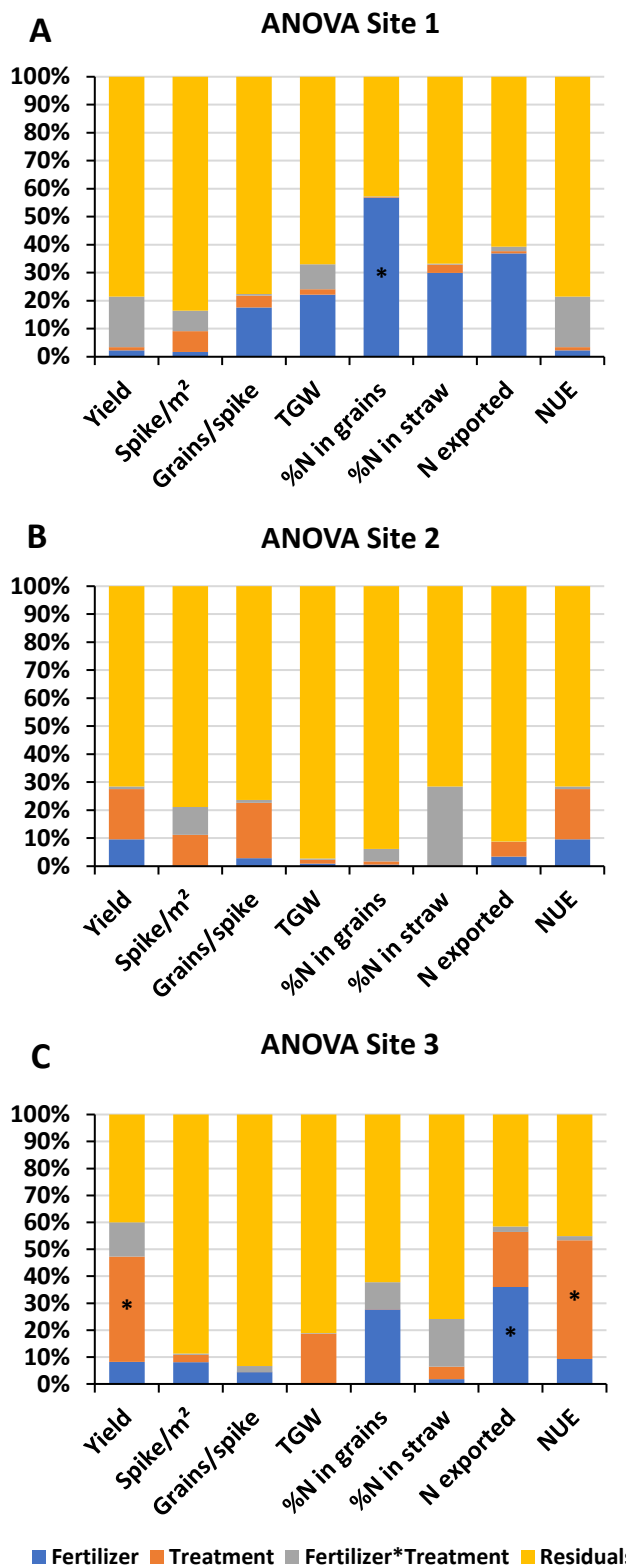 A
ANOVA Site 1
100%
90%
80%
70%
60%
50%
40%
30%
20%
10%
0%
*
Yield
Spike/m²
Grains/spike
TGW
%N in grains
%N in straw
N exported
NUE
B
ANOVA Site 2
100%
90%
80%
70%
60%
50%
40%
30%
20%
10%
0%
Yield
Spike/m²
Grains/spike
TGW
%N in grains
%N in straw
N exported
NUE
C
ANOVA Site 3
100%
90%
80%
70%
60%
50%
40%
30%
20%
10%
0%
*
*
*
Yield
Spike/m²
Grains/spike
TGW
%N in grains
%N in straw
N exported
NUE
Fertilizer Treatment Fertilizer*Treatment Residuals